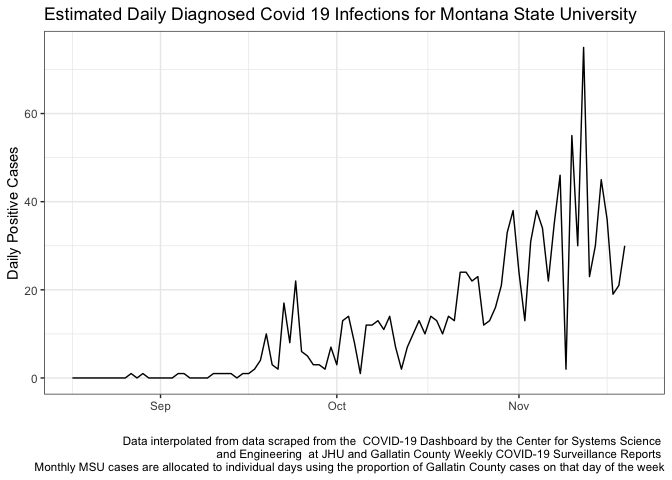 Estimated Daily Diagnosed Covid 19 Infections for Montana State University
Daily Positive Cases
60
40
20
0
Sep
Oct
Nov
Data interpolated from data scraped from the  COVID-19 Dashboard by the Center for Systems Science
and Engineering  at JHU and Gallatin County Weekly COVID-19 Surveillance Reports
Monthly MSU cases are allocated to individual days using the proportion of Gallatin County cases on that day of the week